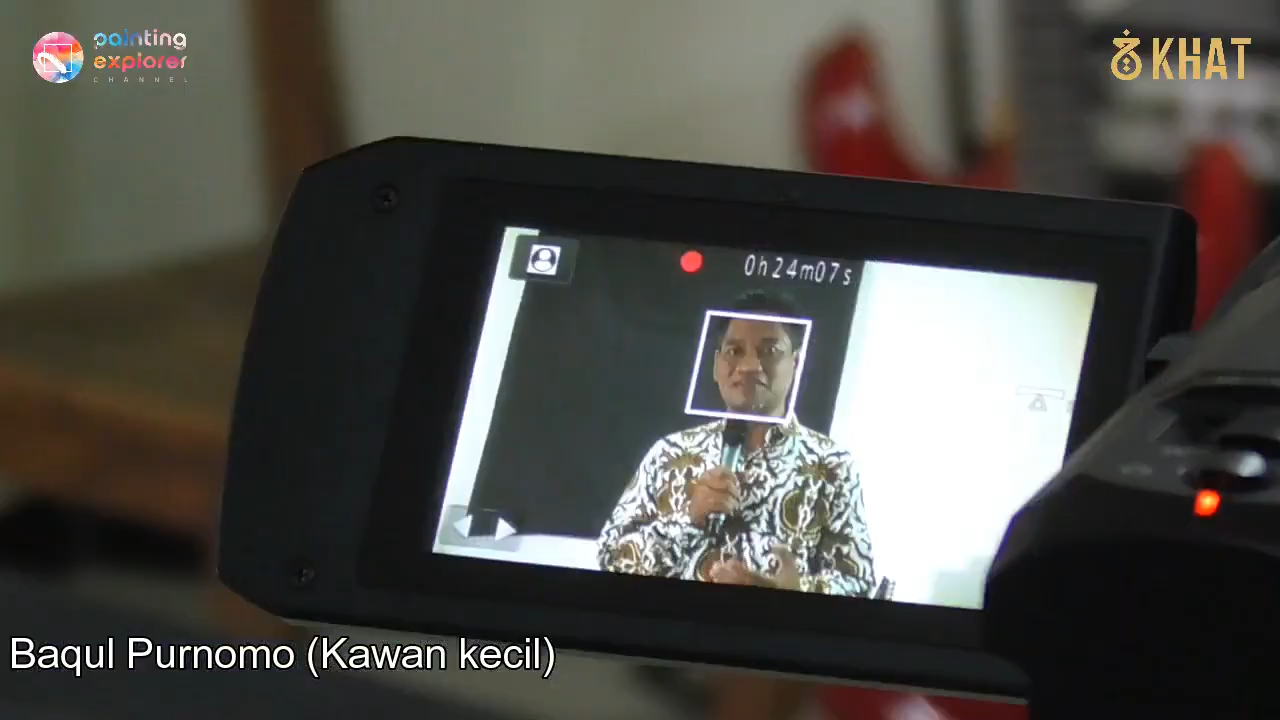 painting
explorer
CHANNEL
KHAT
0h24m07s
Baqul Purnomo (Kawan kecil)